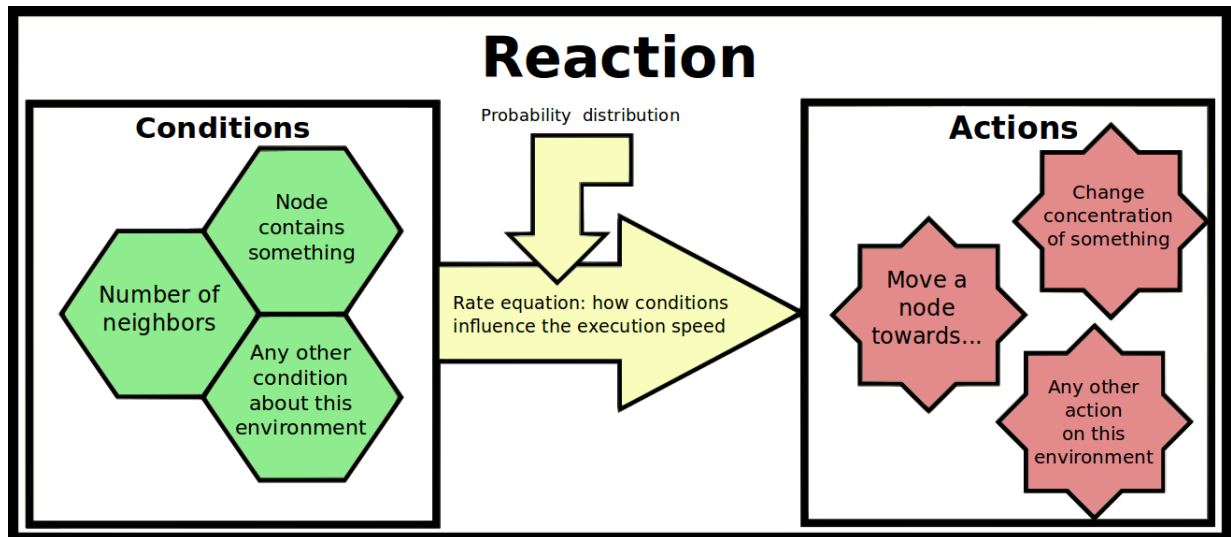 Reaction
Conditions
Node
contains
something
Number of
neighbors
Any other
condition
about this
environment
Probability distribution
Rate equation: how conditions
influence the execution speed
Actions
Change
concentration
of something
Move a
node
towards...
Any other
action
on this
environment